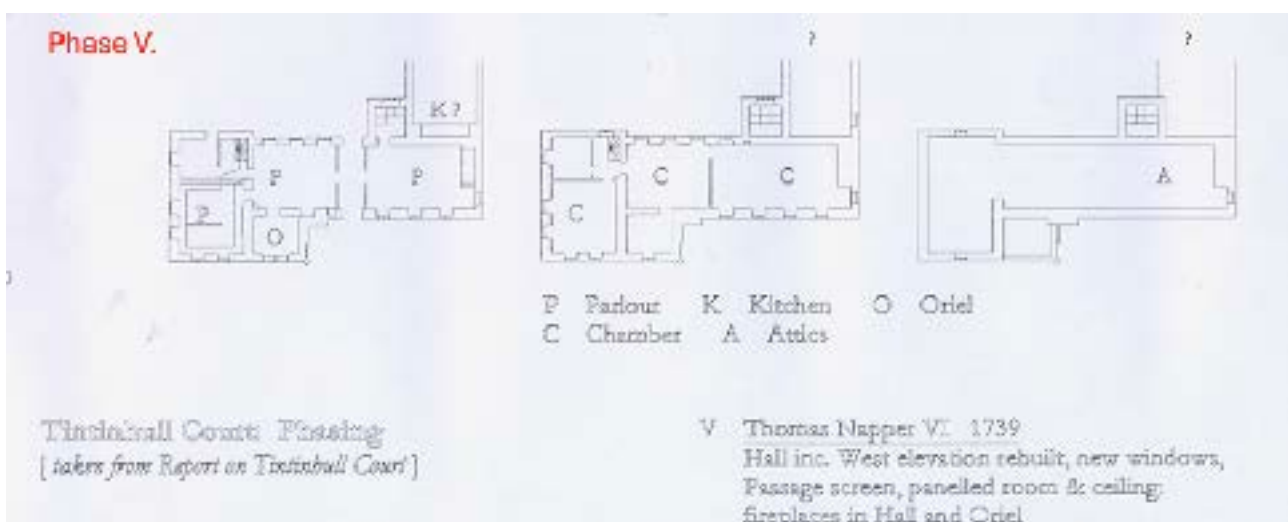 Phase V.
?
?
K ?
P
P
C
C
A
P
C
O
P Parlour K Kitchen O Oriel
C Chamber A Attics
Tintinhull Court: Phasing
[ taken from Report on Tintinhull Court ]
V Thomas Napper VI 1739
Hall inc. West elevation rebuilt, new windows,
Passage screen, panelled room & ceiling:
fireplaces in Hall and Oriel